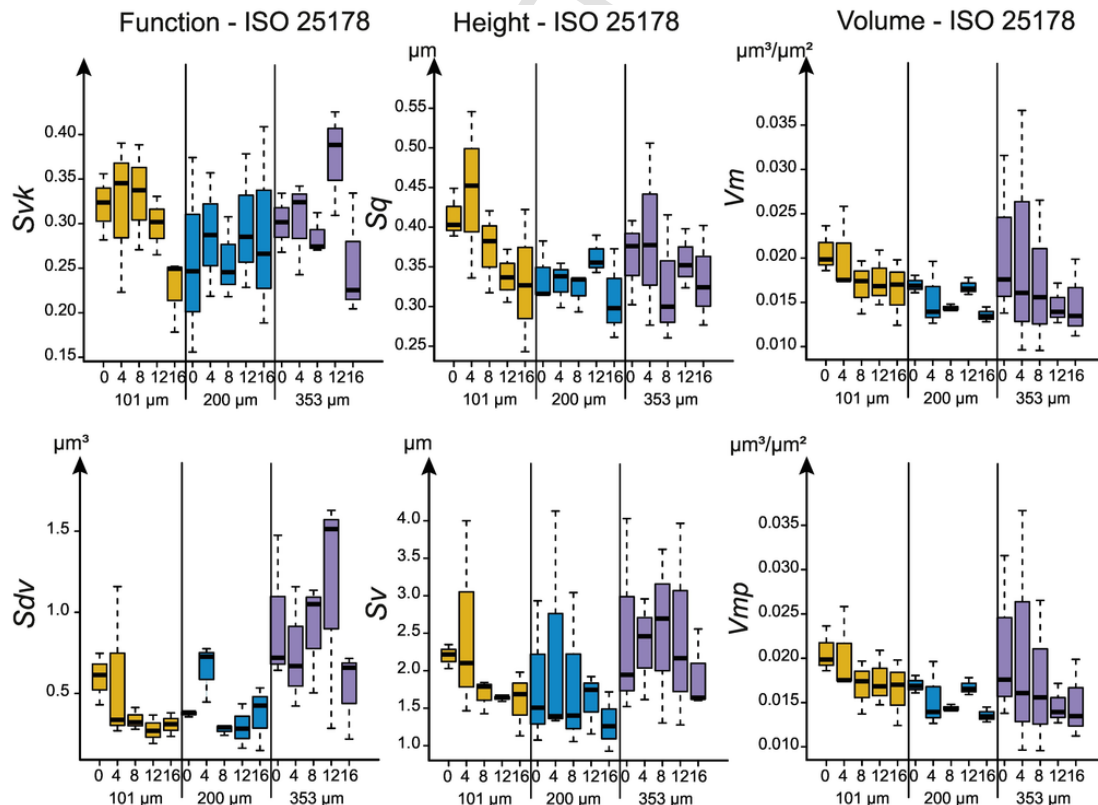 Function - ISO 25178
Height - ISO 25178
Volume - ISO 25178
Svk
0.40
0.35
0.30
0.25
0.20
0.15
0 4 8 1216 0 4 8 1216 0 4 8 1216
101 µm 200 µm 353 µm
µm
Sq
0.55
0.50
0.45
0.40
0.35
0.30
0.25
0 4 8 1216 0 4 8 1216 0 4 8 1216
101 µm 200 µm 353 µm
µm³/µm²
Vm
0.035
0.030
0.025
0.020
0.015
0.010
0 4 8 1216 0 4 8 1216 0 4 8 1216
101 µm 200 µm 353 µm
µm³
Sdv
1.5
1.0
0.5
0 4 8 1216 0 4 8 1216 0 4 8 1216
101 µm 200 µm 353 µm
µm
Sv
4.0
3.5
3.0
2.5
2.0
1.5
1.0
0 4 8 1216 0 4 8 1216 0 4 8 1216
101 µm 200 µm 353 µm
µm³/µm²
Vmp
0.035
0.030
0.025
0.020
0.015
0.010
0 4 8 1216 0 4 8 1216 0 4 8 1216
101 µm 200 µm 353 µm